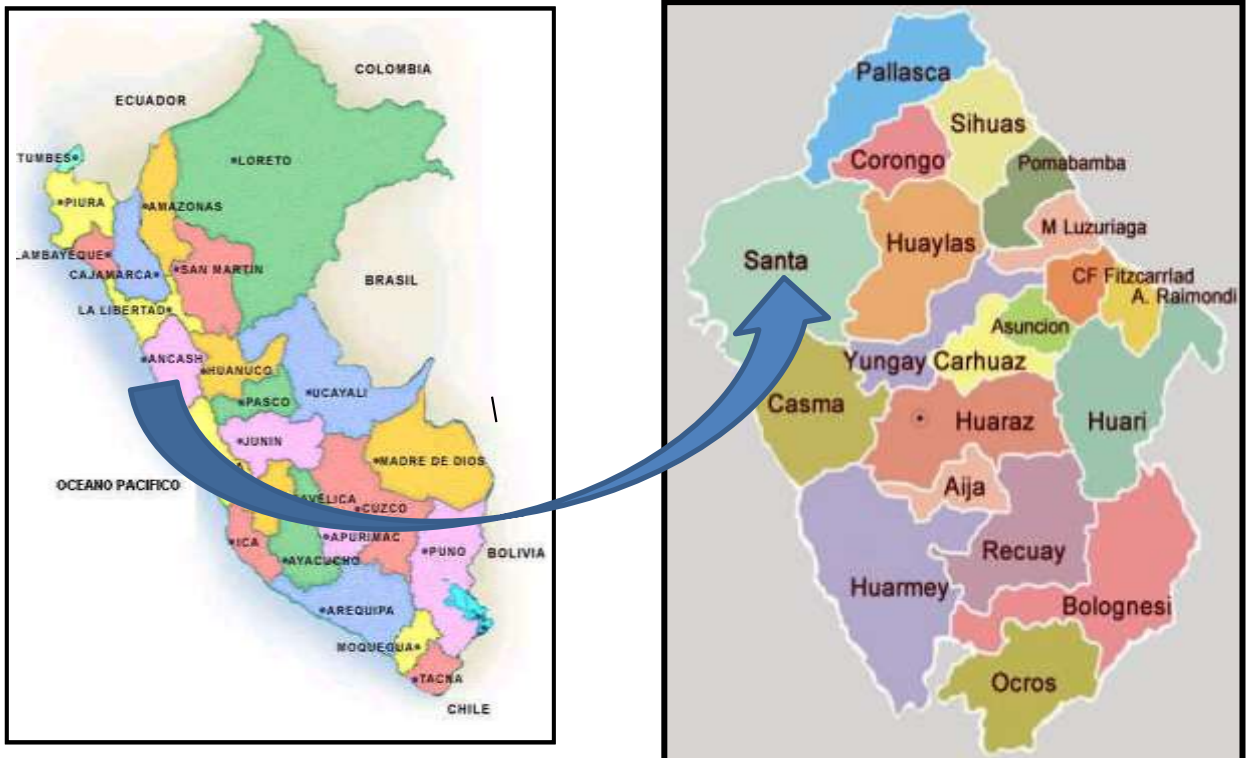 COLOMBIA
ECUADOR
TUMBES
LORETO
PIURA
AMAZONAS
LAMBAYEQUE
CAJAMARCA
SAN MARTIN
BRASIL
LA LIBERTAD
ANCASH
HUANUCO
UCAYALI
PASCO
JUNIN
MADRE DE DIOS
OCEANO PACIFICO
CUZCO
ICA
APURIMAC
AYACUCHO
PUNO
BOLIVIA
AREQUIPA
MOQUEGUA
TACNA
CHILE
Pallasca
Sihuas
Corongo
Pomabamba
M Luzuriaga
Huaylas
Santa
CF Fitzcarrlad
A. Raimondi
Asuncion
Yungay
Carhuaz
Casma
Huaraz
Huari
Aija
Recuay
Huarmey
Bolognesi
Ocros